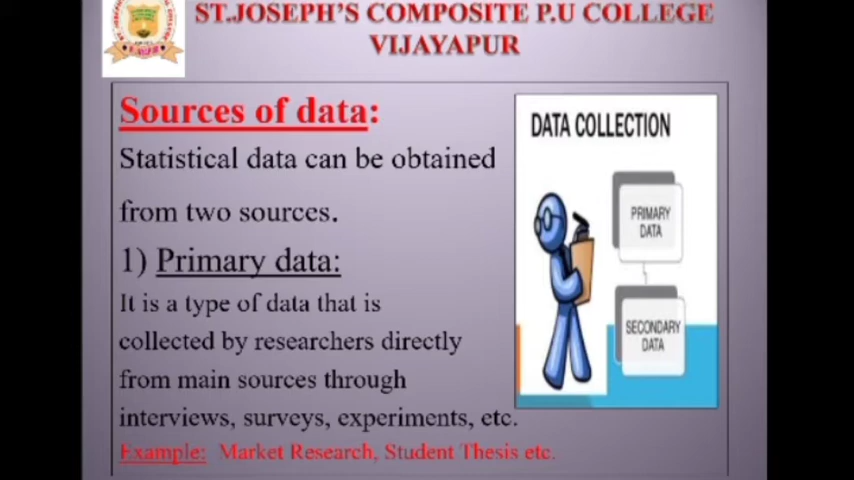 ST.JOSEPH'S COMPOSITE P.U COLLEGE
VIJAYAPUR
Sources of data:
Statistical data can be obtained
from two sources.
1) Primary data:
It is a type of data that is
collected by researchers directly
from main sources through
interviews, surveys, experiments, etc.
Example: Market Research, Student Thesis etc.
DATA COLLECTION
PRIMARY
DATA
SECONDARY
DATA